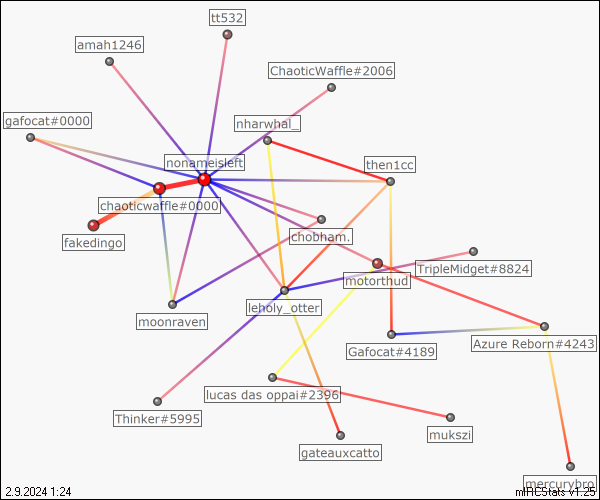 tt532
amah1246
ChaoticWaffle#2006
gafocat#0000
nharwhal_
nonameisleft
then1cc
chaoticwaffle#0000
chobham.
fakedingo
TripleMidget#8824
motorthud
leholy_otter
moonraven
Azure Reborn#4243
Gafocat#4189
lucas das oppai#2396
Thinker#5995
mukszi
gateauxcatto
mercurybro
2.9.2024 1:24
mIRCStats v1.25